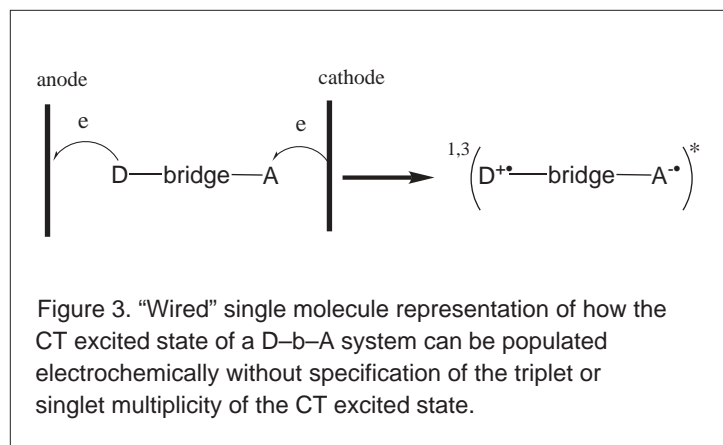 anode
cathode
e
e
D bridge A
1,3(D+• bridge A-•)*
Figure 3. “Wired” single molecule representation of how the
CT excited state of a D–b–A system can be populated
electrochemically without specification of the triplet or
singlet multiplicity of the CT excited state.